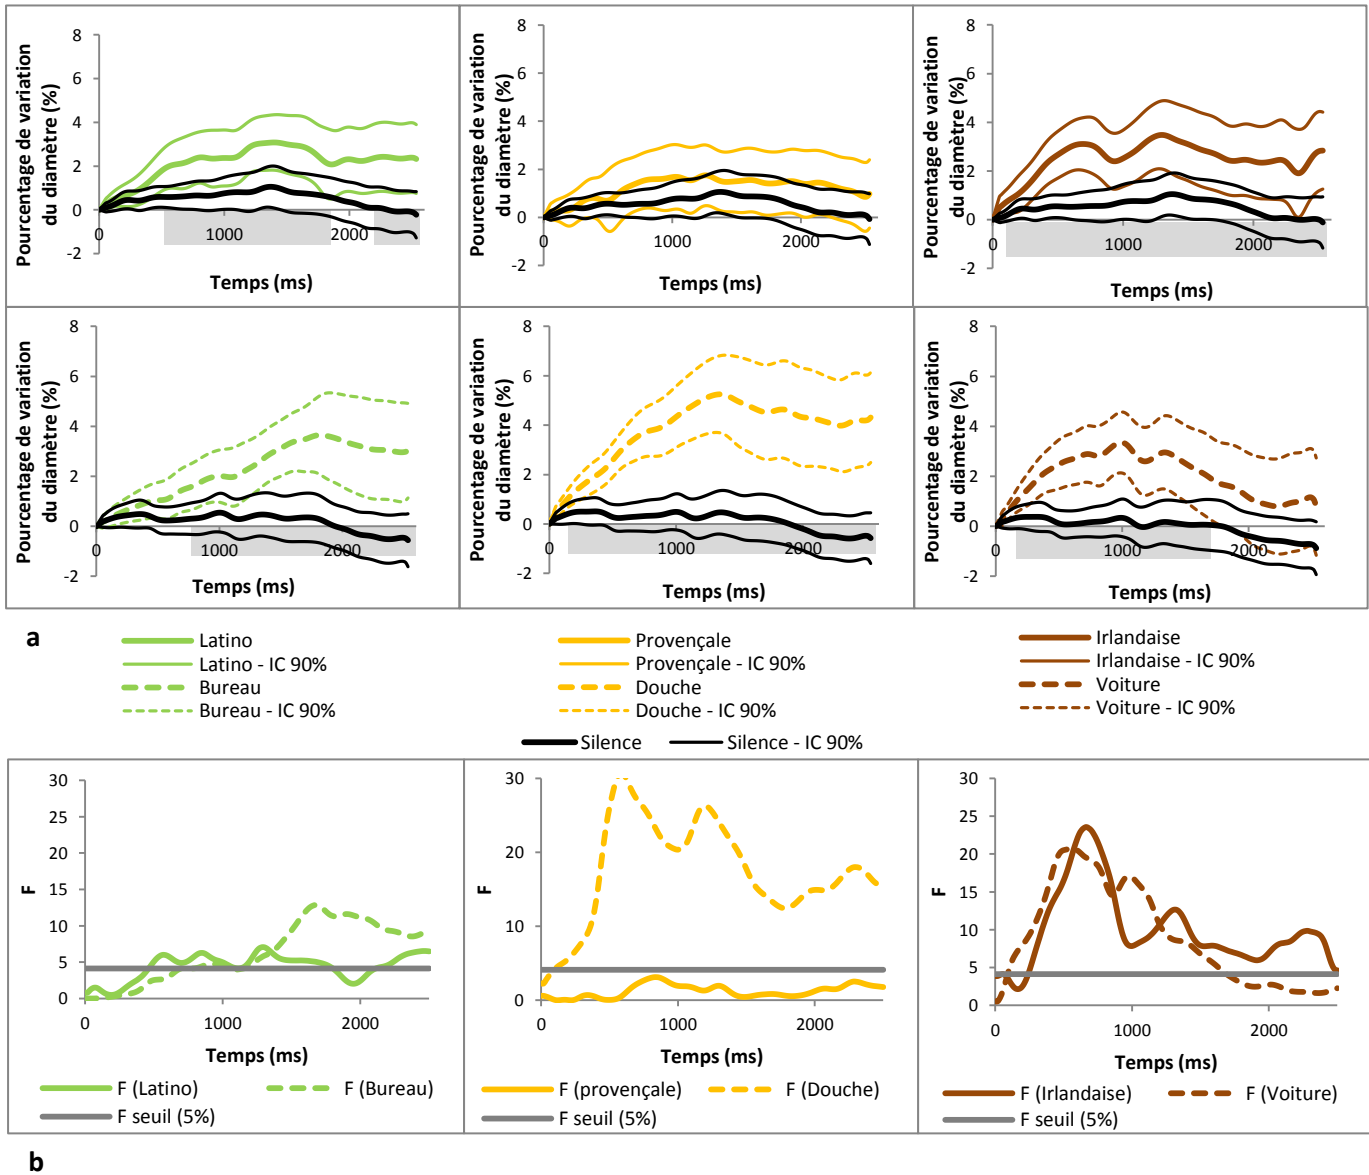 Pourcentage de variation
du diamètre (%)
8
6
4
2
0
-2
0
1000
2000
Temps (ms)
Pourcentage de variation
du diamètre (%)
8
6
4
2
0
-2
0
1000
2000
Temps (ms)
Pourcentage de variation
du diamètre (%)
8
6
4
2
0
-2
0
1000
2000
Temps (ms)
Pourcentage de variation
du diamètre (%)
8
6
4
2
0
-2
0
1000
2000
Temps (ms)
Pourcentage de variation
du diamètre (%)
8
6
4
2
0
-2
0
1000
2000
Temps (ms)
Pourcentage de variation
du diamètre (%)
8
6
4
2
0
-2
0
1000
2000
Temps (ms)
a
Latino
Latino - IC 90%
Bureau
Bureau - IC 90%
Provençale
Provençale - IC 90%
Douche
Douche - IC 90%
Irlandaise
Irlandaise - IC 90%
Voiture
Voiture - IC 90%
Silence
Silence - IC 90%
F
30
25
20
15
10
5
0
0
1000
2000
Temps (ms)
F (Latino)
F (Bureau)
F seuil (5%)
F
30
20
10
0
0
1000
2000
Temps (ms)
F (provençale)
F (Douche)
F seuil (5%)
F
30
25
20
15
10
5
0
0
1000
2000
Temps (ms)
F (Irlandaise)
F (Voiture)
F seuil (5%)
b